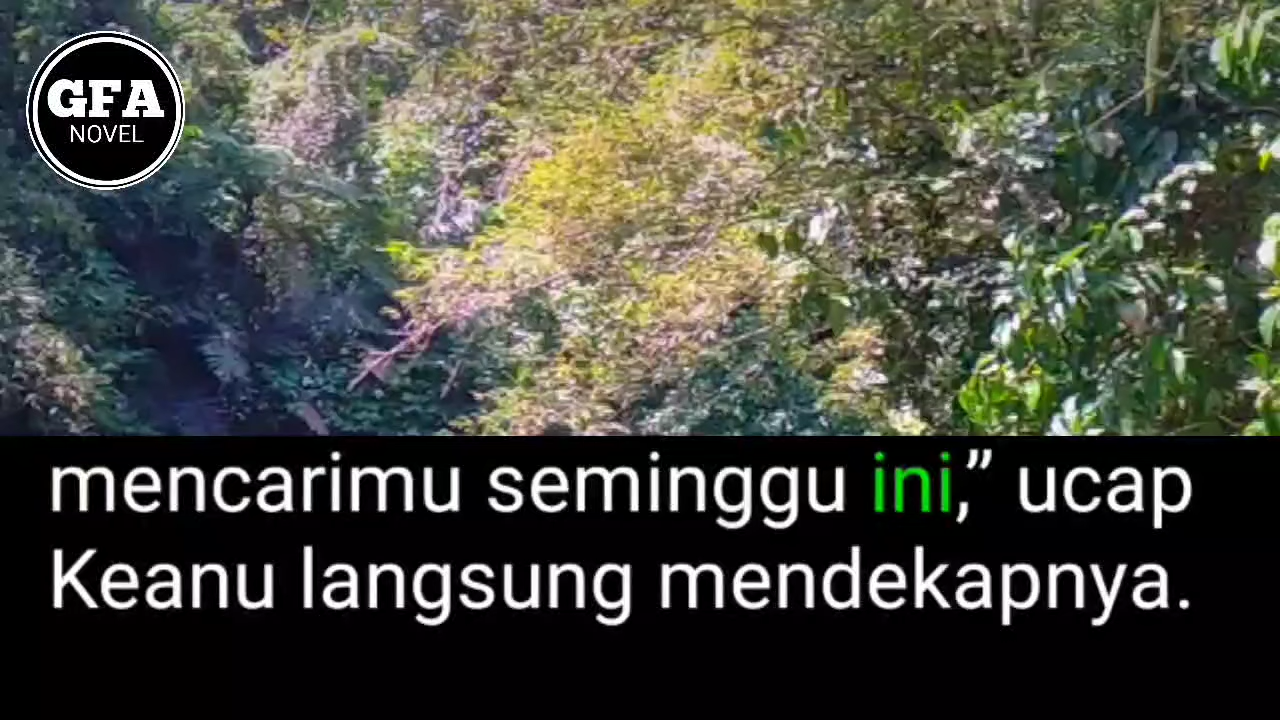 GFA
NOVEL
mencarimu seminggu ini,” ucap
Keanu langsung mendekapnya.